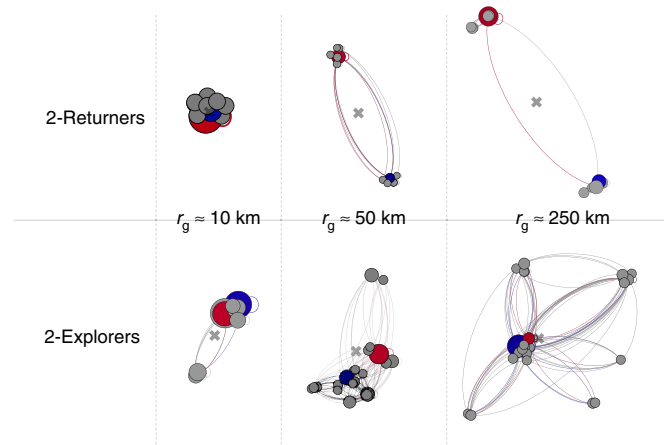 2-Returners
r_g ≈ 10 km
r_g ≈ 50 km
r_g ≈ 250 km
2-Explorers